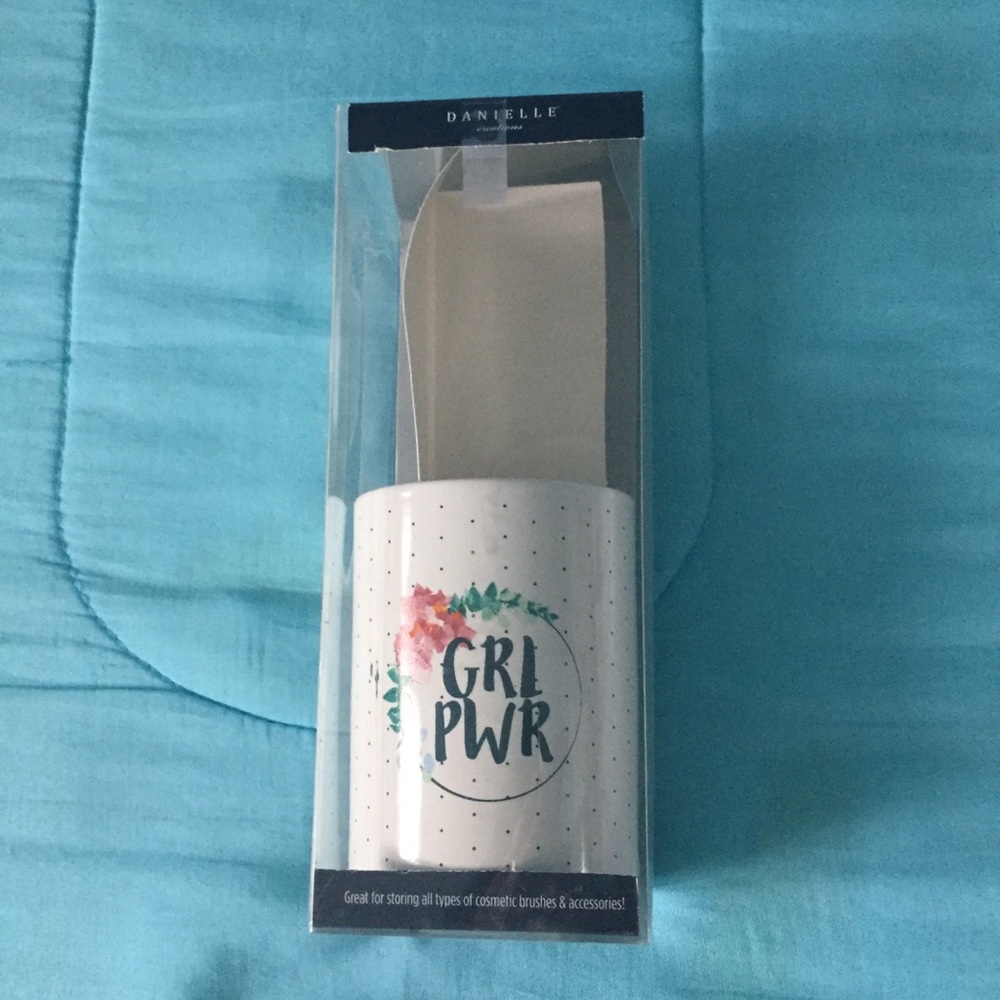 DANIELLE
creations
GRL
PWR
Great for storing all types of cosmetic brushes & accessories!